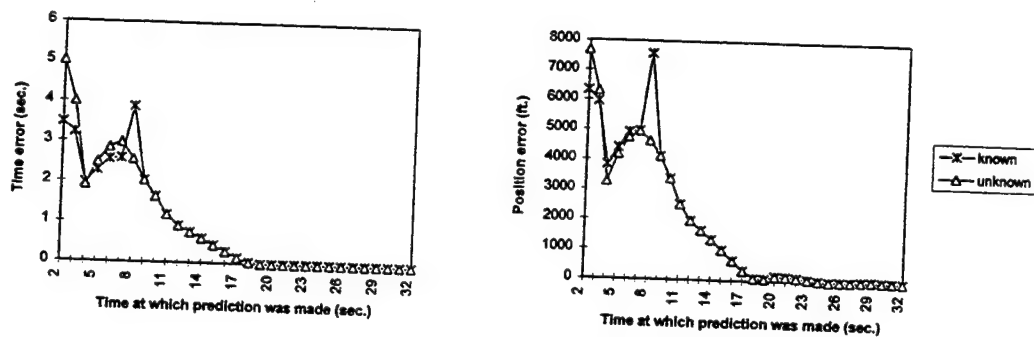 6
5
4
3
2
1
0
Time error (sec.)
2 5 8 11 14 17 20 23 26 29 32
Time at which prediction was made (sec.)
8000
7000
6000
5000
4000
3000
2000
1000
0
Position error (ft.)
2 5 8 11 14 17 20 23 26 29 32
Time at which prediction was made (sec.)
known
unknown